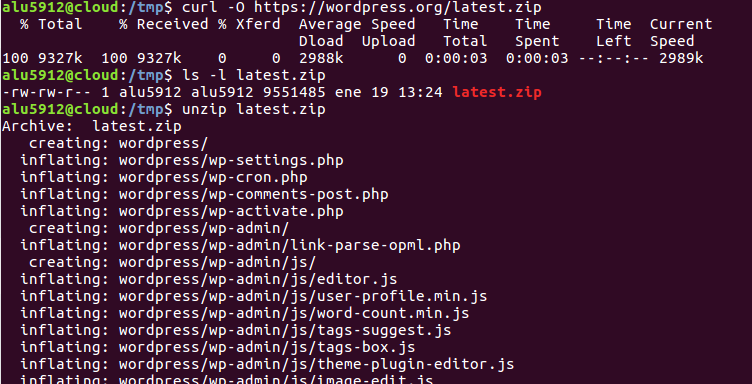 alu5912@cloud:/tmp$ curl -O https://wordpress.org/latest.zip
  % Total    % Received % Xferd  Average Speed   Time    Time     Time  Current
                                 Dload  Upload   Total   Spent    Left  Speed
100 9327k  100 9327k    0     0  2988k      0  0:00:03  0:00:03 --:--:-- 2989k
alu5912@cloud:/tmp$ ls -l latest.zip
-rw-rw-r-- 1 alu5912 alu5912 9551485 ene 19 13:24 latest.zip
alu5912@cloud:/tmp$ unzip latest.zip
Archive:  latest.zip
   creating: wordpress/
  inflating: wordpress/wp-settings.php
  inflating: wordpress/wp-cron.php
  inflating: wordpress/wp-comments-post.php
  inflating: wordpress/wp-activate.php
   creating: wordpress/wp-admin/
  inflating: wordpress/wp-admin/link-parse-opml.php
   creating: wordpress/wp-admin/js/
  inflating: wordpress/wp-admin/js/editor.js
  inflating: wordpress/wp-admin/js/user-profile.min.js
  inflating: wordpress/wp-admin/js/word-count.min.js
  inflating: wordpress/wp-admin/js/tags-suggest.js
  inflating: wordpress/wp-admin/js/tags-box.js
  inflating: wordpress/wp-admin/js/theme-plugin-editor.js
  inflating: wordpress/wp-admin/js/image-edit.js